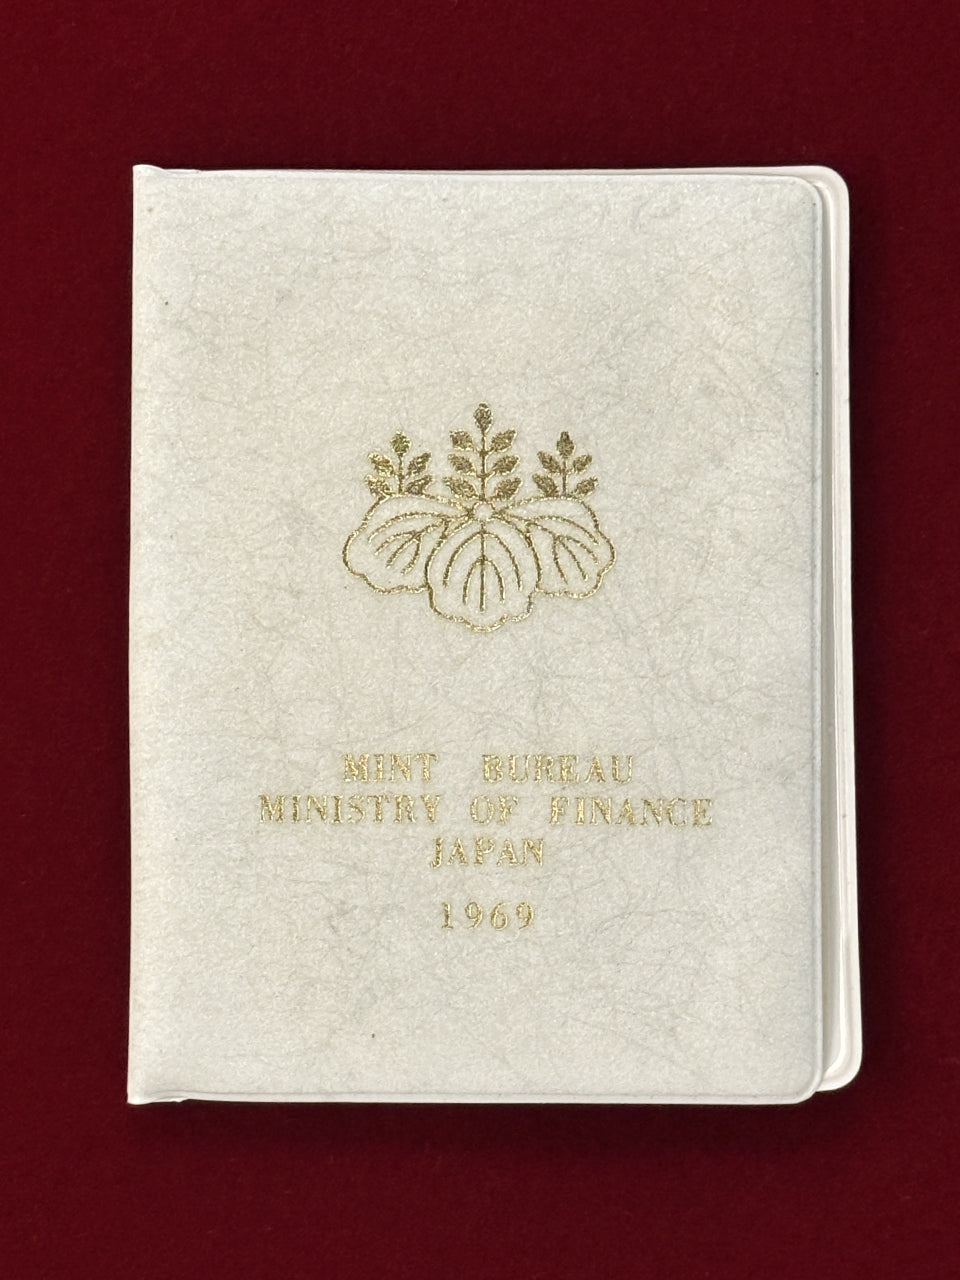 MINT BUREAU
MINISTRY OF FINANCE
JAPAN
1969